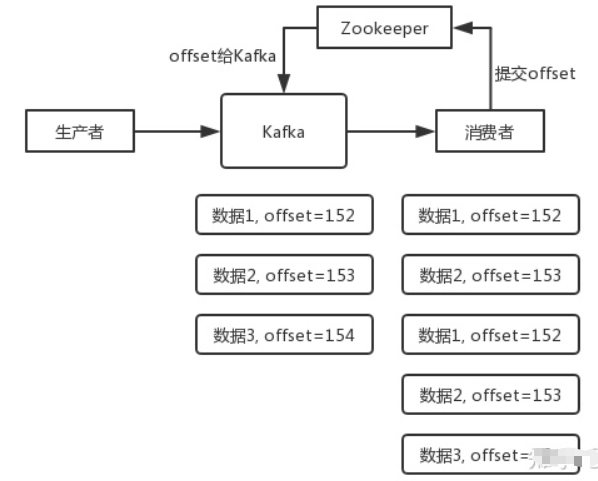 Zookeeper
offset给Kafka
提交offset
生产者
Kafka
消费者
数据1, offset=152
数据1, offset=152
数据2, offset=153
数据2, offset=153
数据3, offset=154
数据1, offset=152
数据2, offset=153
数据3, offset=